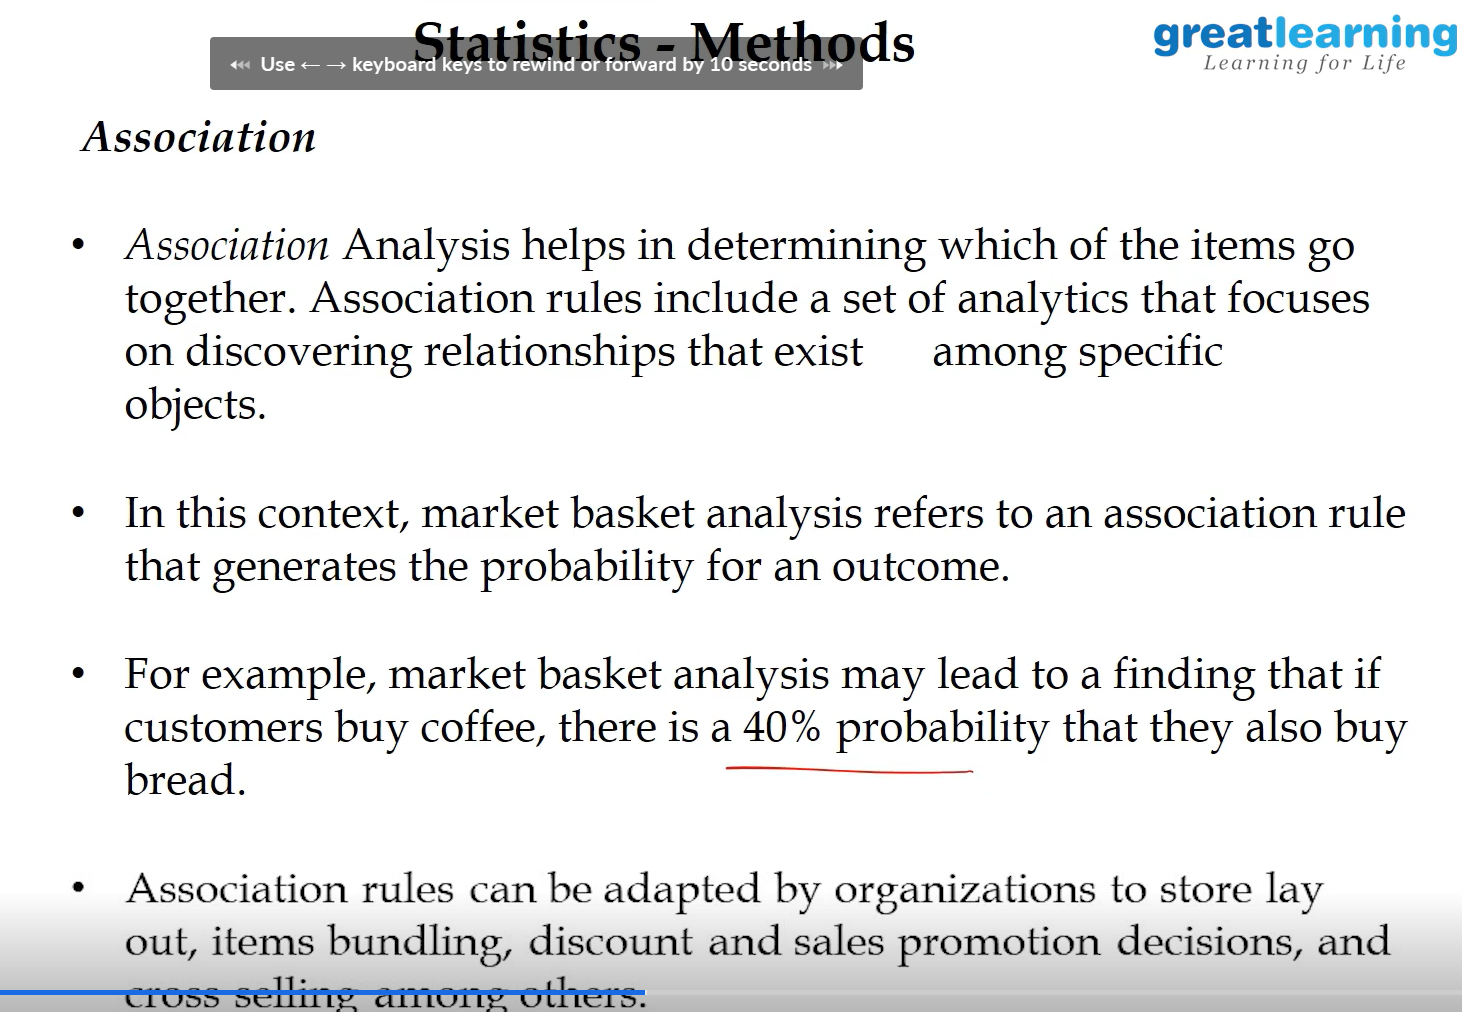 Statistics - Methods
Use ← → keyboard keys to rewind or forward by 10 seconds
greatlearning
Learning for Life
Association
• Association Analysis helps in determining which of the items go
together. Association rules include a set of analytics that focuses
on discovering relationships that exist among specific
objects.
• In this context, market basket analysis refers to an association rule
that generates the probability for an outcome.
• For example, market basket analysis may lead to a finding that if
customers buy coffee, there is a 40% probability that they also buy
bread.
• Association rules can be adapted by organizations to store lay
out, items bundling, discount and sales promotion decisions, and
cross selling among others.